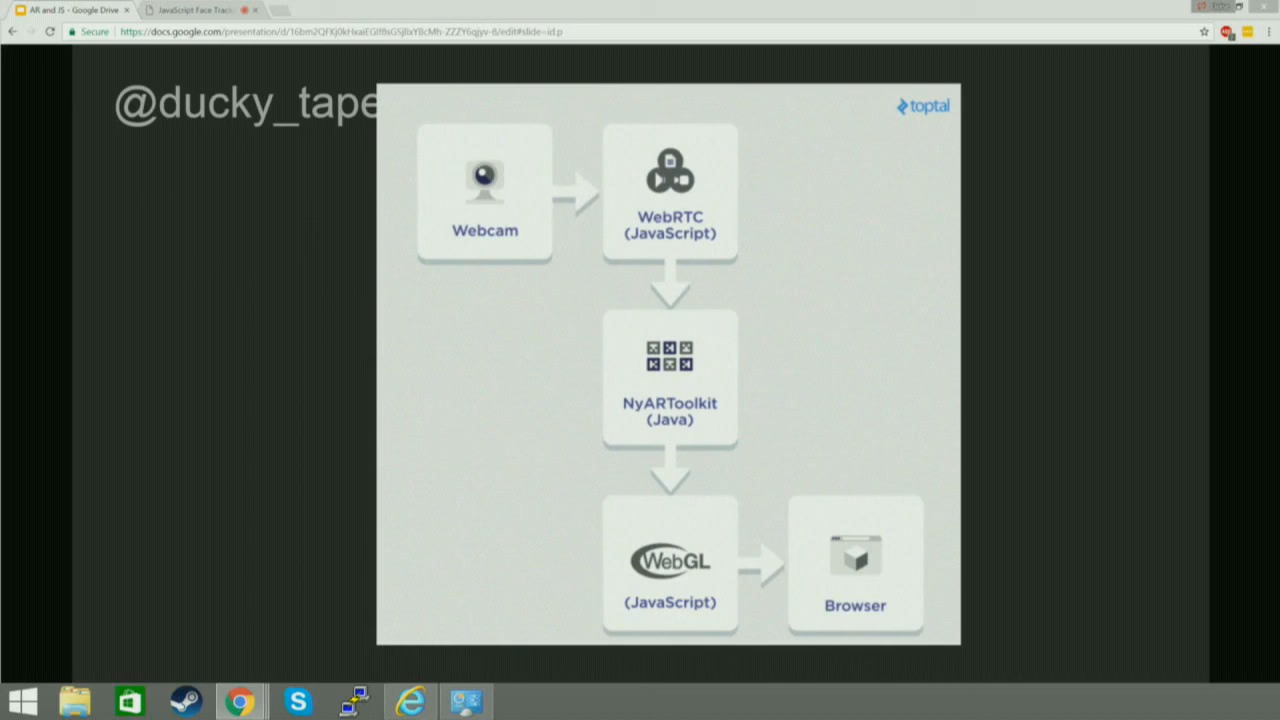 AR and JS - Google Drive
JavaScript Face Track
Secure
@ducky_tape
toptal
Webcam
WebRTC
(JavaScript)
NyARToolkit
(Java)
WebGL
(JavaScript)
Browser